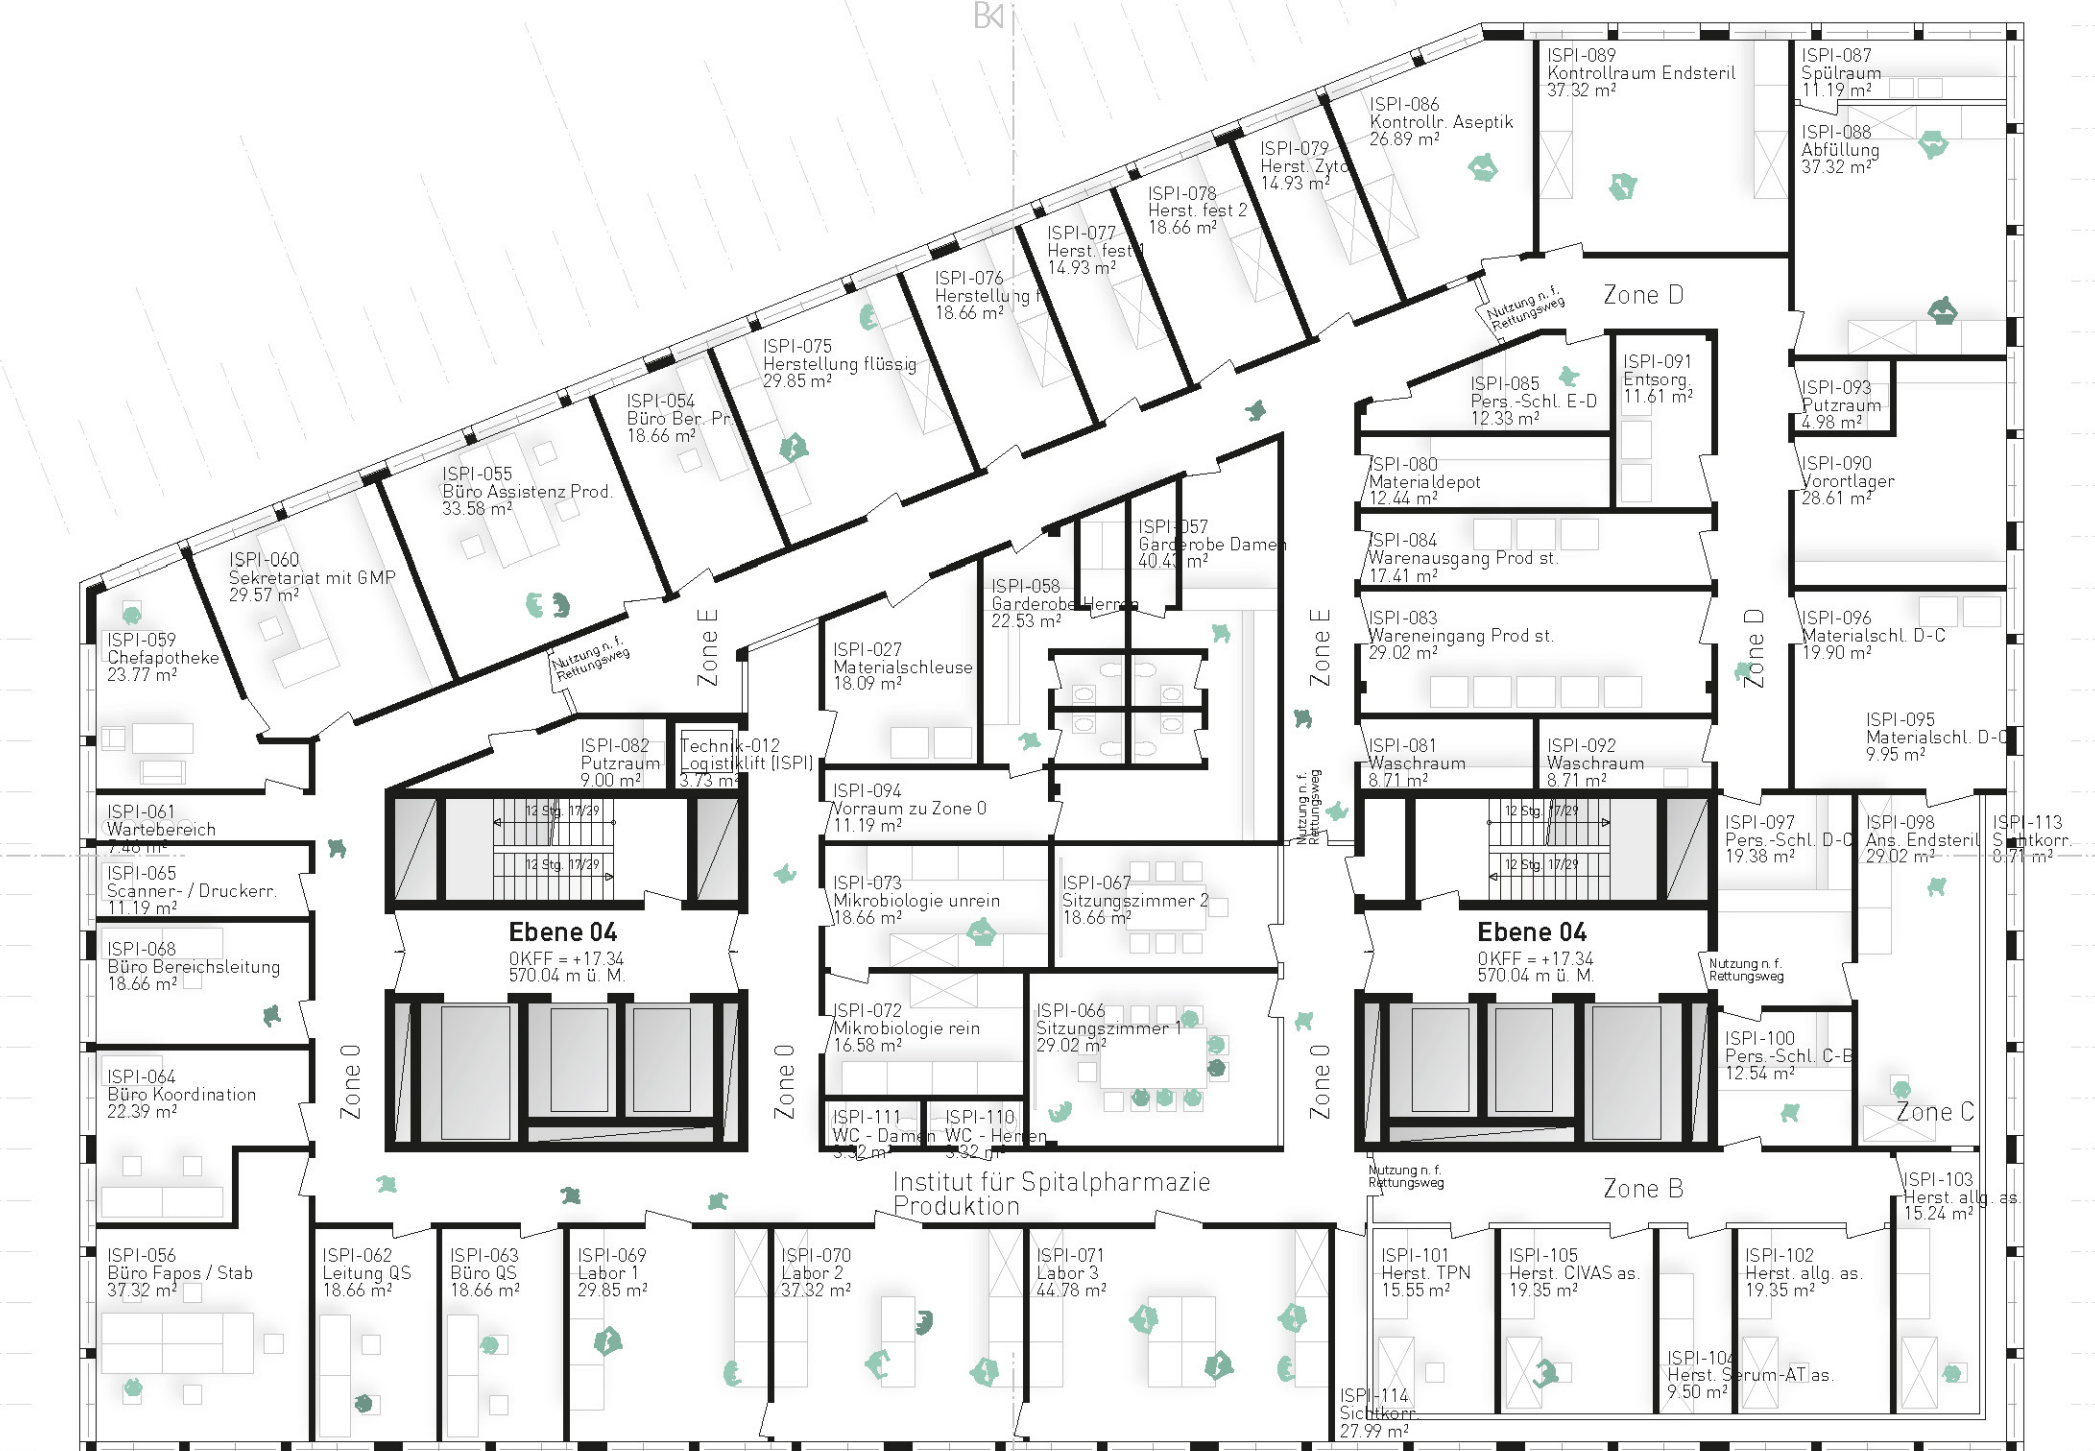 B
ISPI-089
Kontrollraum Endsteril
37.32 m²
ISPI-087
Spülraum
11.19 m²
ISPI-086
Kontrollr. Aseptik
26.89 m²
ISPI-088
Abfüllung
37.32 m²
ISPI-079
Herst. Zyto
14.93 m²
ISPI-078
Herst. fest 2
18.66 m²
ISPI-077
Herst. fest 1
14.93 m²
ISPI-076
Herstellung f
18.66 m²
Zone D
Nutzung n. f.
Rettungsweg
ISPI-075
Herstellung flüssig
29.85 m²
ISPI-085
Pers.-Schl. E-D
12.33 m²
ISPI-091
Entsorg.
11.61 m²
ISPI-093
Putzraum
4.98 m²
ISPI-054
Büro Ber. Pr.
18.66 m²
ISPI-055
Büro Assistenz Prod.
33.58 m²
ISPI-080
Materialdepot
12.44 m²
ISPI-090
Vorortlager
28.61 m²
ISPI-057
Garderobe Damen
40.43 m²
ISPI-084
Warenausgang Prod st.
17.41 m²
ISPI-060
Sekretariat mit GMP
29.57 m²
ISPI-058
Garderobe Herren
22.53 m²
ISPI-083
Wareneingang Prod st.
29.02 m²
ISPI-096
Materialschl. D-C
19.90 m²
ISPI-059
Chefapotheke
23.77 m²
Nutzung n. f.
Rettungsweg
Zone E
ISPI-027
Materialschleuse
18.09 m²
Zone E
Zone D
ISPI-095
Materialschl. D-C
9.95 m²
ISPI-082
Putzraum
9.00 m²
Technik-012
Logistiklift (ISPI)
3.73 m²
ISPI-081
Waschraum
8.71 m²
ISPI-092
Waschraum
8.71 m²
ISPI-094
Vorraum zu Zone 0
11.19 m²
Nutzung n. f.
Rettungsweg
ISPI-061
Wartebereich
7.46 m²
12 Stg. 17/29
12 Stg. 17/29
12 Stg. 17/29
12 Stg. 17/29
ISPI-097
Pers.-Schl. D-C
19.38 m²
ISPI-098
Ans. Endsteril
29.02 m²
ISPI-113
Sichtkorr.
8.71 m²
ISPI-065
Scanner- / Druckerr.
11.19 m²
ISPI-073
Mikrobiologie unrein
18.66 m²
ISPI-067
Sitzungszimmer 2
18.66 m²
ISPI-068
Büro Bereichsleitung
18.66 m²
Ebene 04
OKFF = +17.34
570.04 m ü. M.
Ebene 04
OKFF = +17.34
570.04 m ü. M.
Nutzung n. f.
Rettungsweg
ISPI-072
Mikrobiologie rein
16.58 m²
ISPI-066
Sitzungszimmer 1
29.02 m²
ISPI-100
Pers.-Schl. C-B
12.54 m²
ISPI-064
Büro Koordination
22.39 m²
Zone 0
Zone 0
Zone 0
Zone C
ISPI-111
WC - Damen
3.32 m²
ISPI-110
WC - Herren
3.32 m²
Institut für Spitalpharmazie
Produktion
Nutzung n. f.
Rettungsweg
Zone B
ISPI-103
Herst. allg. as.
15.24 m²
ISPI-056
Büro Fapos / Stab
37.32 m²
ISPI-062
Leitung QS
18.66 m²
ISPI-063
Büro QS
18.66 m²
ISPI-069
Labor 1
29.85 m²
ISPI-070
Labor 2
37.32 m²
ISPI-071
Labor 3
44.78 m²
ISPI-101
Herst. TPN
15.55 m²
ISPI-105
Herst. CIVAS as.
19.35 m²
ISPI-102
Herst. allg. as.
19.35 m²
ISPI-104
Herst. Serum-AT as.
9.50 m²
ISPI-114
Sichtkorr.
27.99 m²